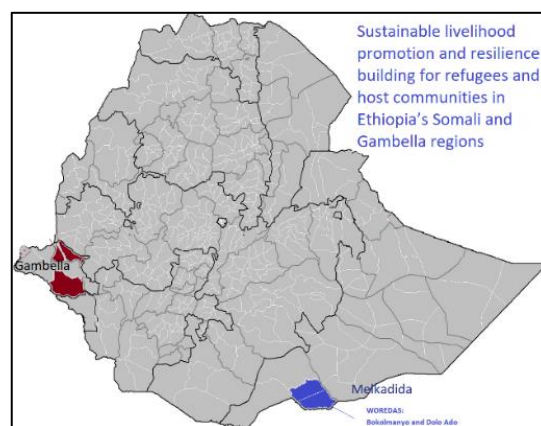 Sustainable livelihood
promotion and resilience
building for refugees and
host communities in
Ethiopia's Somali and
Gambella regions
Gambella
Melkadida
WOREDAS:
Bokolmanyo and Dolo Ado